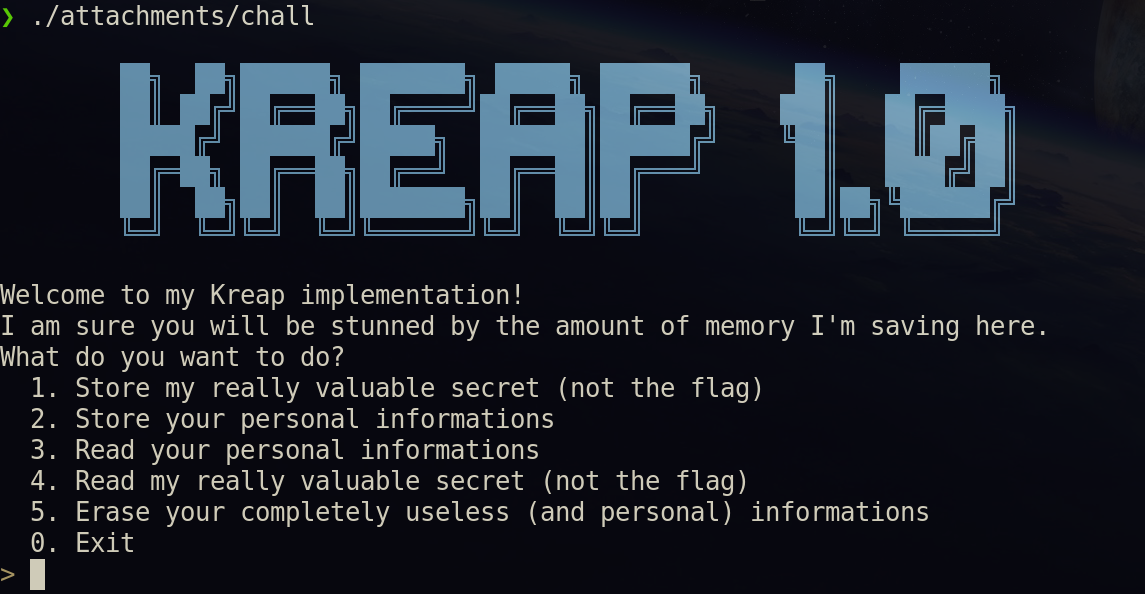 ❯ ./attachments/chall
KREAP 1.0
Welcome to my Kreap implementation!
I am sure you will be stunned by the amount of memory I'm saving here.
What do you want to do?
1. Store my really valuable secret (not the flag)
2. Store your personal informations
3. Read your personal informations
4. Read my really valuable secret (not the flag)
5. Erase your completely useless (and personal) informations
0. Exit
>